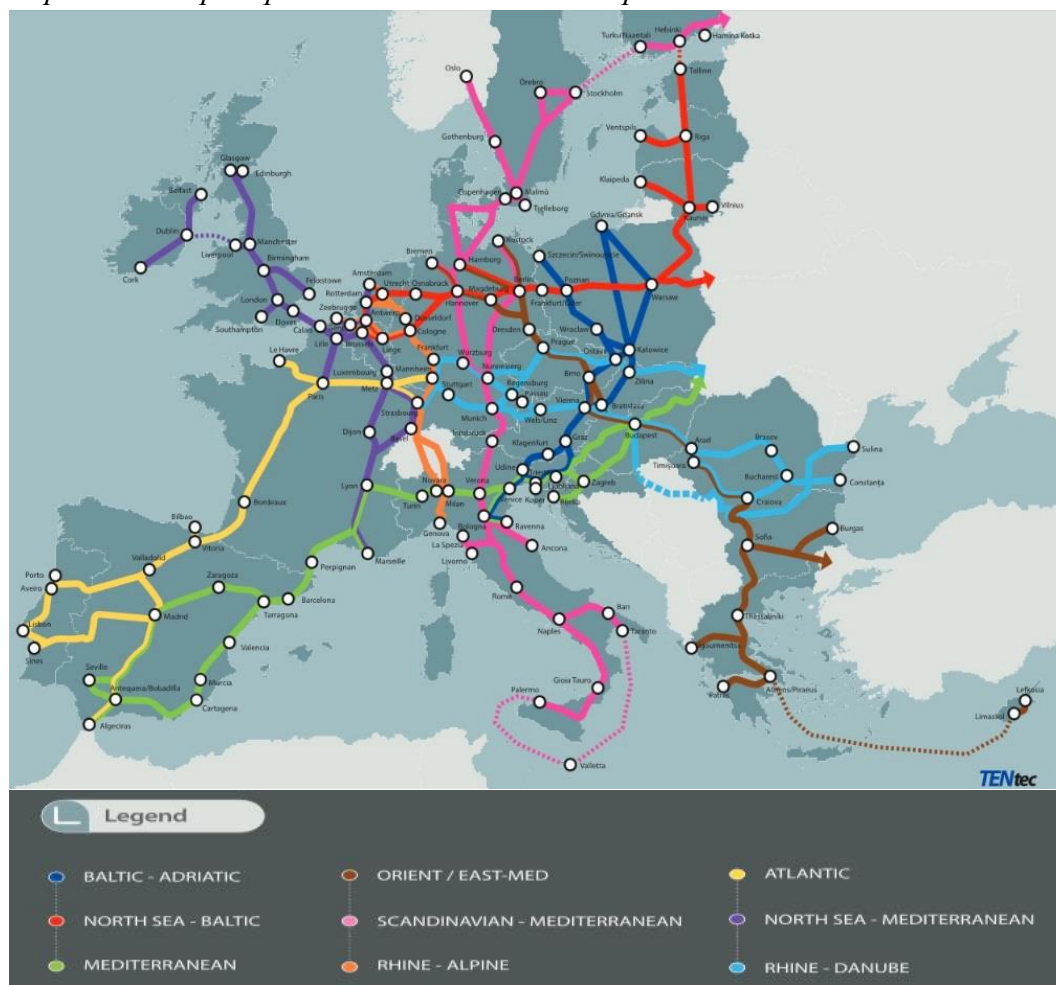 Turku/Naantali
Helsinki
Hamina Kotka
Talline
Oslo
Örebro
Stockholm
Gothenburg
Ventspils
Riga
Klaipeda
Kaunas
Vilnius
Glasgow
Edinburgh
Belfast
Copenhagen
Malmö
Trelleborg
Gdynia/Gdansk
Dublin
Liverpool
Manchester
Birmingham
Cork
Felixstowe
London
Southampton
Dover
Calais
Rostock
Bremen
Hamburg
Szczecin/Swinoujscie
Amsterdam
Rotterdam
Utrecht
Osnabrück
Magdeburg
Berlin
Poznan
Warsaw
Hannover
Frankfurt/Oder
Zeebrugge
Antwerp
Düsseldorf
Cologne
Dresden
Wrocław
Lille
Brussels
Liege
Le Havre
Frankfurt
Prague
Ostava
Katowice
Luxembourg
Mannheim
Würzburg
Nuremberg
Brno
Zilina
Paris
Metz
Stuttgart
Regensburg
Passau
Strasbourg
Munich
Wels/Linz
Vienna
Bratislava
Dijon
Basel
Innsbruck
Klagenfurt
Graz
Budapest
Arad
Brasov
Sulina
Timişoara
Bucharest
Constanţa
Craiova
Udine
Ljubljana
Zagreb
Lyon
Novara
Milan
Verona
Venice
Koper
Rijeka
Turin
Bordeaux
Genova
Bologna
Ravenna
Bilbao
Vitoria
La Spezia
Livorno
Ancona
Marseille
Perpignan
Sofia
Burgas
Porto
Aveiro
Valladolid
Zaragoza
Barcelona
Tarragona
Madrid
Rome
Naples
Bari
Taranto
Thessaloniki
Igoumenitsa
Lisbon
Sines
Valencia
Seville
Antequera/Bobadilla
Murcia
Cartagena
Algeciras
Gioia Tauro
Palermo
Valletta
Patras
Athens/Piraeus
Lefkosia
Limassol
TENtec
Legend
BALTIC - ADRIATIC
ORIENT / EAST-MED
ATLANTIC
NORTH SEA - BALTIC
SCANDINAVIAN - MEDITERRANEAN
NORTH SEA - MEDITERRANEAN
MEDITERRANEAN
RHINE - ALPINE
RHINE - DANUBE